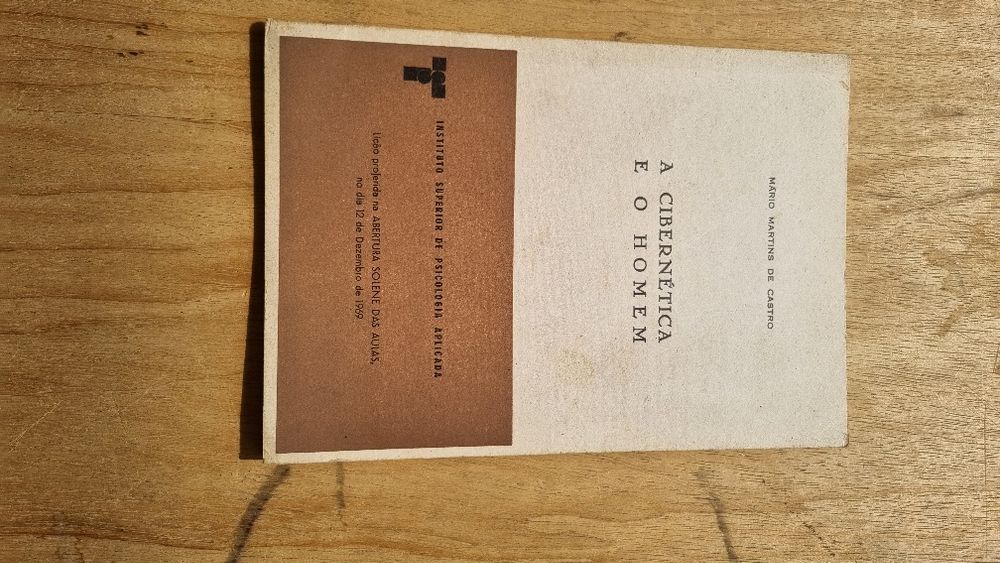 MÁRIO MARTINS DE CASTRO
A CIBERNÉTICA
E O HOMEM
INSTITUTO SUPERIOR DE PSICOLOGIA APLICADA
Lição proferida na ABERTURA SOLENE DAS AULAS,
no dia 12 de Dezembro de 1969